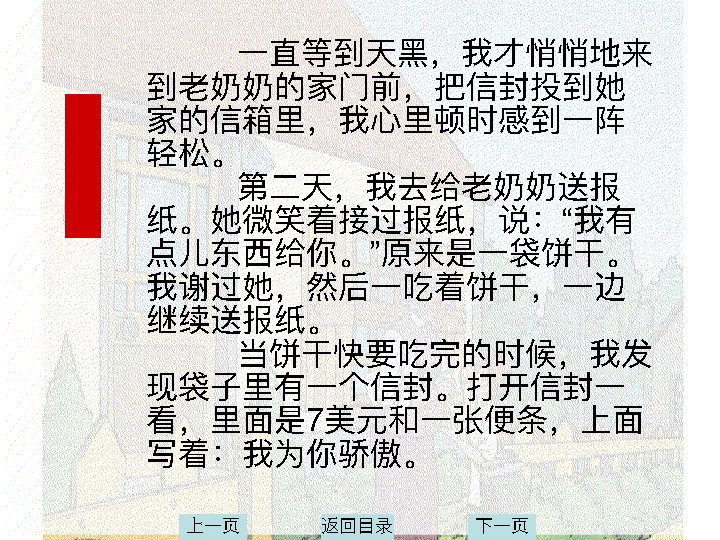 一直等到天黑，我才悄悄地来
到老奶奶的家门前，把信封投到她
家的信箱里，我心里顿时感到一阵
轻松。
第二天，我去给老奶奶送报
纸。她微笑着接过报纸，说：“我有
点儿东西给你。”原来是一袋饼干。
我谢过她，然后一吃着饼干，一边
继续送报纸。
当饼干快要吃完的时候，我发
现袋子里有一个信封。打开信封一
看，里面是7美元和一张便条，上面
写着：我为你骄傲。
上一页 返回目录 下一页